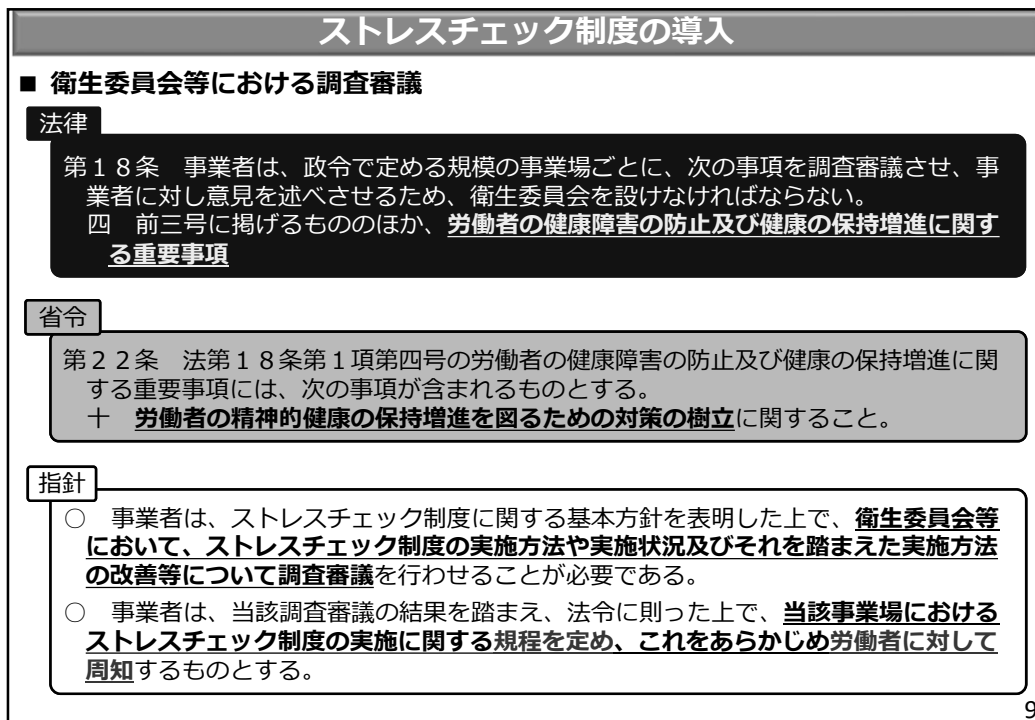 ストレスチェック制度の導入
■ 衛生委員会等における調査審議
法律
第１８条　事業者は、政令で定める規模の事業場ごとに、次の事項を調査審議させ、事
業者に対し意見を述べさせるため、衛生委員会を設けなければならない。
四　前三号に掲げるもののほか、労働者の健康障害の防止及び健康の保持増進に関す
る重要事項
省令
第２２条　法第１８条第１項第四号の労働者の健康障害の防止及び健康の保持増進に関
する重要事項には、次の事項が含まれるものとする。
十　労働者の精神的健康の保持増進を図るための対策の樹立に関すること。
指針
○　事業者は、ストレスチェック制度に関する基本方針を表明した上で、衛生委員会等
において、ストレスチェック制度の実施方法や実施状況及びそれを踏まえた実施方法
の改善等について調査審議を行わせることが必要である。
○　事業者は、当該調査審議の結果を踏まえ、法令に則った上で、当該事業場における
ストレスチェック制度の実施に関する規程を定め、これをあらかじめ労働者に対して
周知するものとする。
9